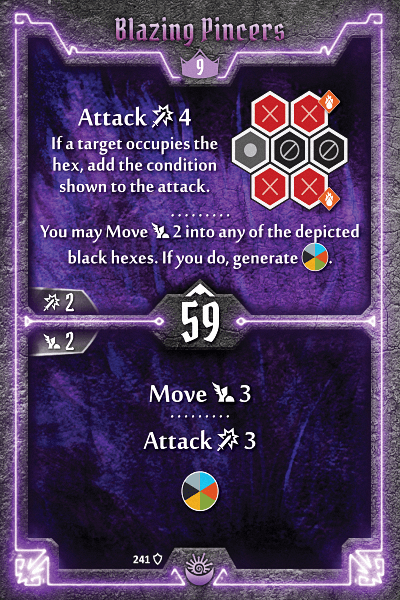 Blazing Pincers
9
Attack 4
If a target occupies the
hex, add the condition
shown to the attack.
You may Move 2 into any of the depicted
black hexes. If you do, generate .
2
59
2
Move 3
Attack 3
241